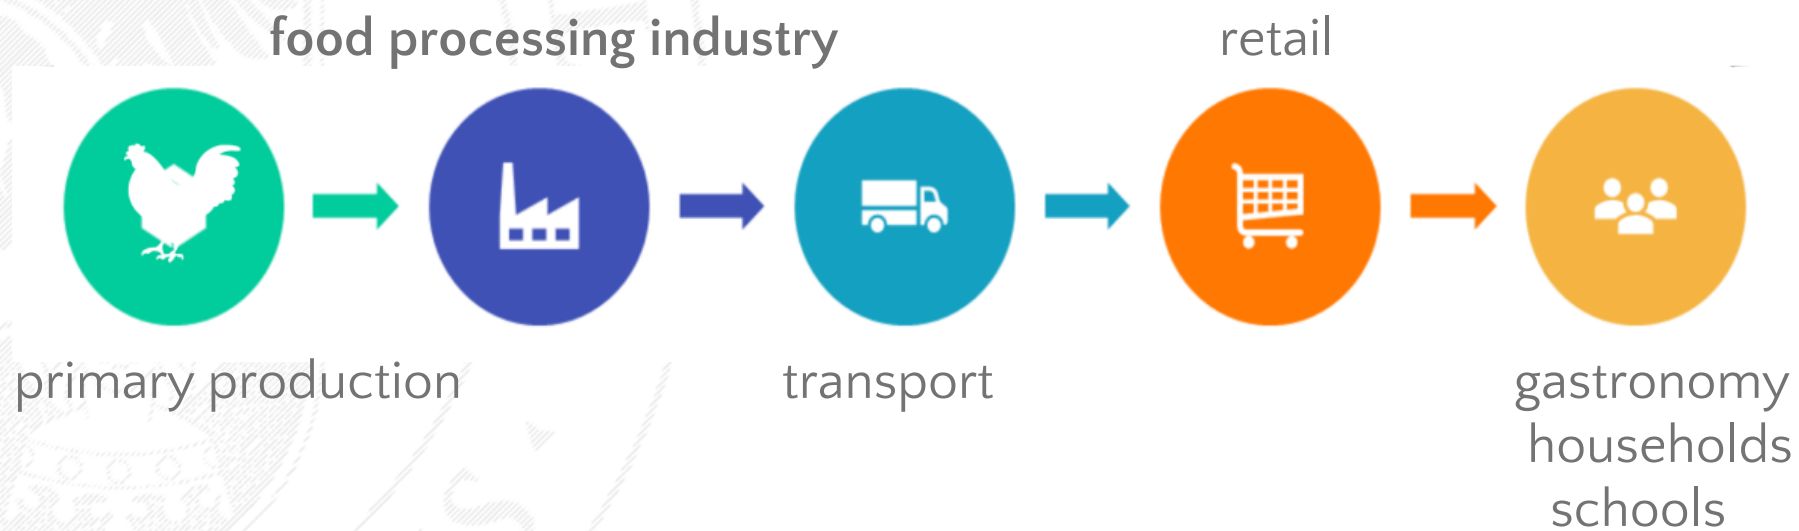 food processing industry
retail
primary production
transport
gastronomy
households
schools